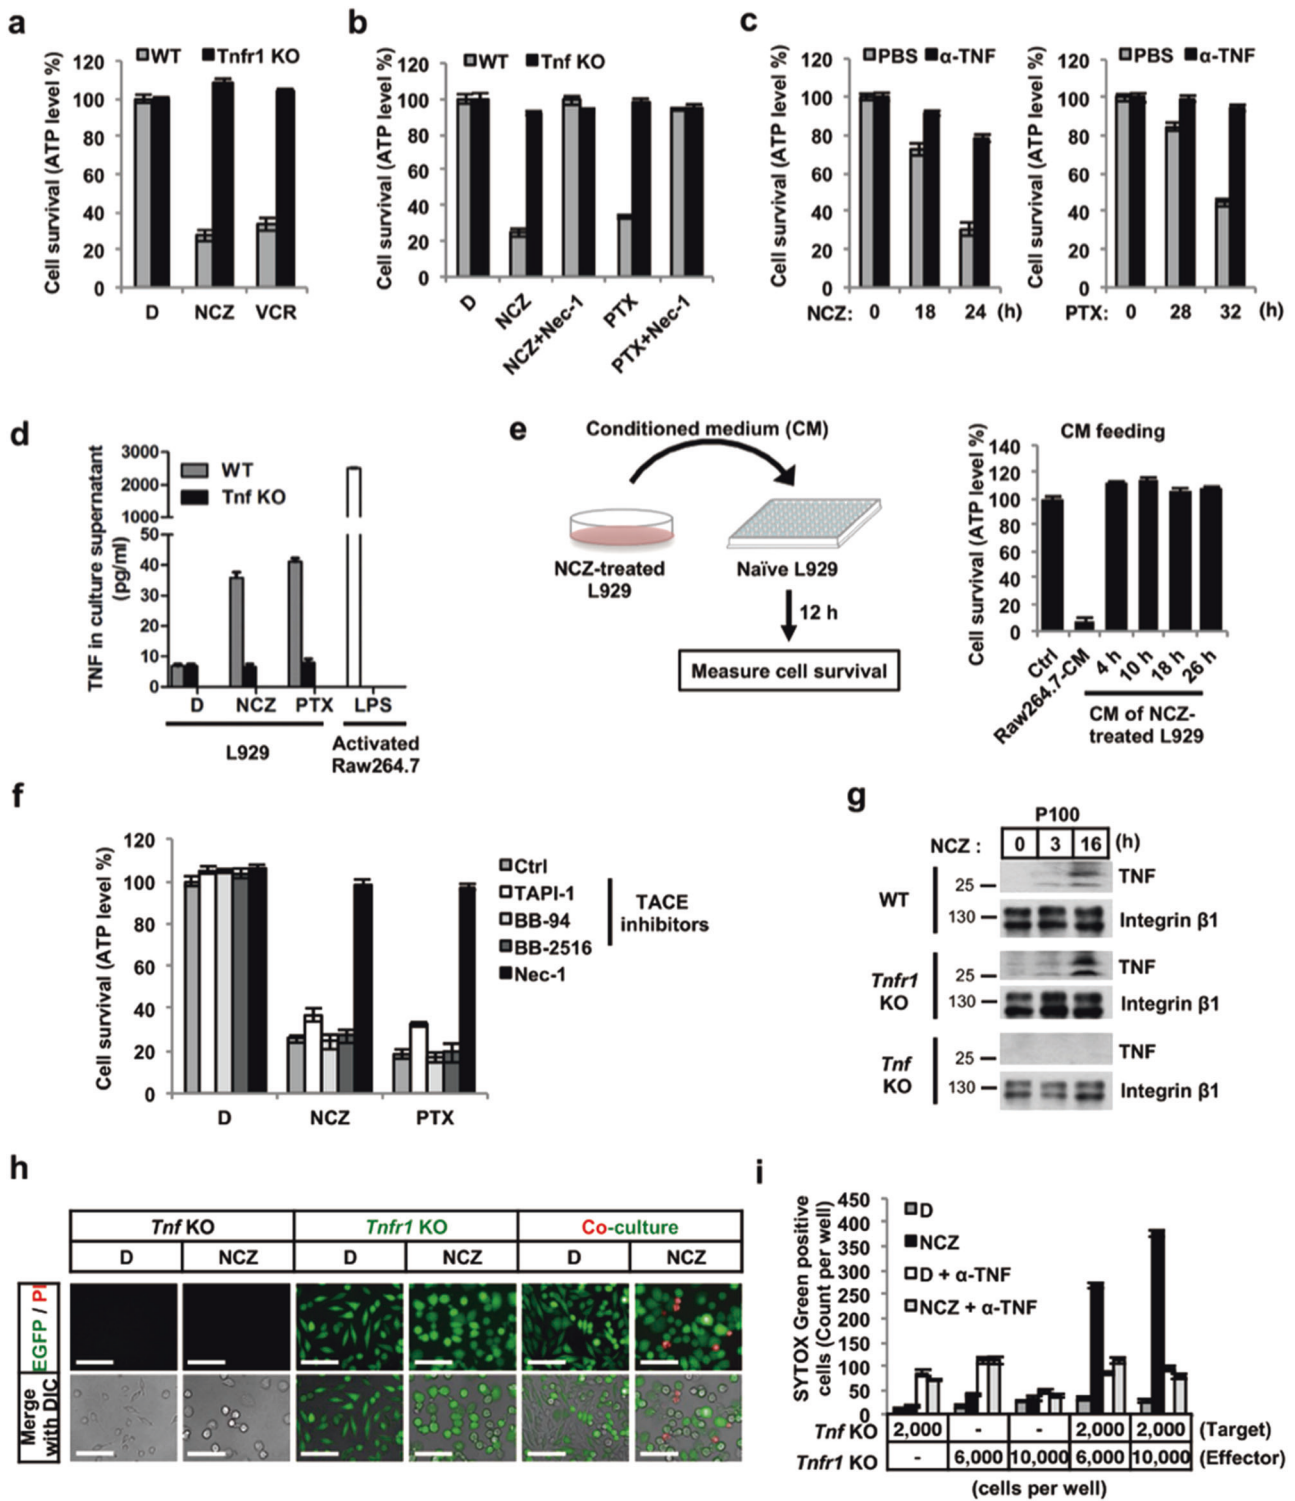 a
WT Tnfr1 KO
Cell survival (ATP level %)
120
100
80
60
40
20
0
D NCZ VCR
b
WT Tnf KO
Cell survival (ATP level %)
120
100
80
60
40
20
0
D NCZ NCZ+Nec-1 PTX PTX+Nec-1
c
PBS α-TNF
Cell survival (ATP level %)
120
100
80
60
40
20
0
NCZ: 0 18 24 (h)
PBS α-TNF
Cell survival (ATP level %)
120
100
80
60
40
20
0
PTX: 0 28 32 (h)
d
WT
Tnf KO
TNF in culture supernatant
(pg/ml)
3000
2000
1000
50
40
30
20
10
0
D NCZ PTX LPS
L929
Activated
Raw264.7
e
Conditioned medium (CM)
NCZ-treated
L929
Naïve L929
12 h
Measure cell survival
CM feeding
Cell survival (ATP level %)
140
120
100
80
60
40
20
0
Ctrl Raw264.7-CM 4 h 10 h 18 h 26 h
CM of NCZ-
treated L929
f
Cell survival (ATP level %)
120
100
80
60
40
20
0
D NCZ PTX
Ctrl
TAPI-1
BB-94
BB-2516
Nec-1
TACE
inhibitors
g
P100
NCZ : 0 3 16 (h)
WT
25 TNF
130 Integrin β1
Tnfr1
KO
25 TNF
130 Integrin β1
Tnf
KO
25 TNF
130 Integrin β1
h
Tnf KO Tnfr1 KO Co-culture
D NCZ D NCZ D NCZ
EGFP / PI
Merge
with DIC
i
SYTOX Green positive
cells (Count per well)
450
400
350
300
250
200
150
100
50
0
D
NCZ
D + α-TNF
NCZ + α-TNF
Tnf KO 2,000 - - 2,000 2,000 (Target)
Tnfr1 KO - 6,000 10,000 6,000 10,000 (Effector)
(cells per well)